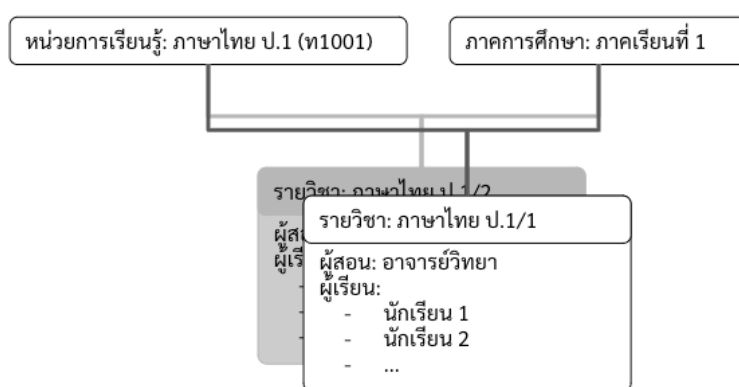 หน่วยการเรียนรู้: ภาษาไทย ป.1 (ท1001)
ภาคการศึกษา: ภาคเรียนที่ 1
รายวิชา: ภาษาไทย ป.1/2
รายวิชา: ภาษาไทย ป.1/1
ผู้สอน: อาจารย์วิทยา
ผู้เรียน:
- นักเรียน 1
- นักเรียน 2
- ...